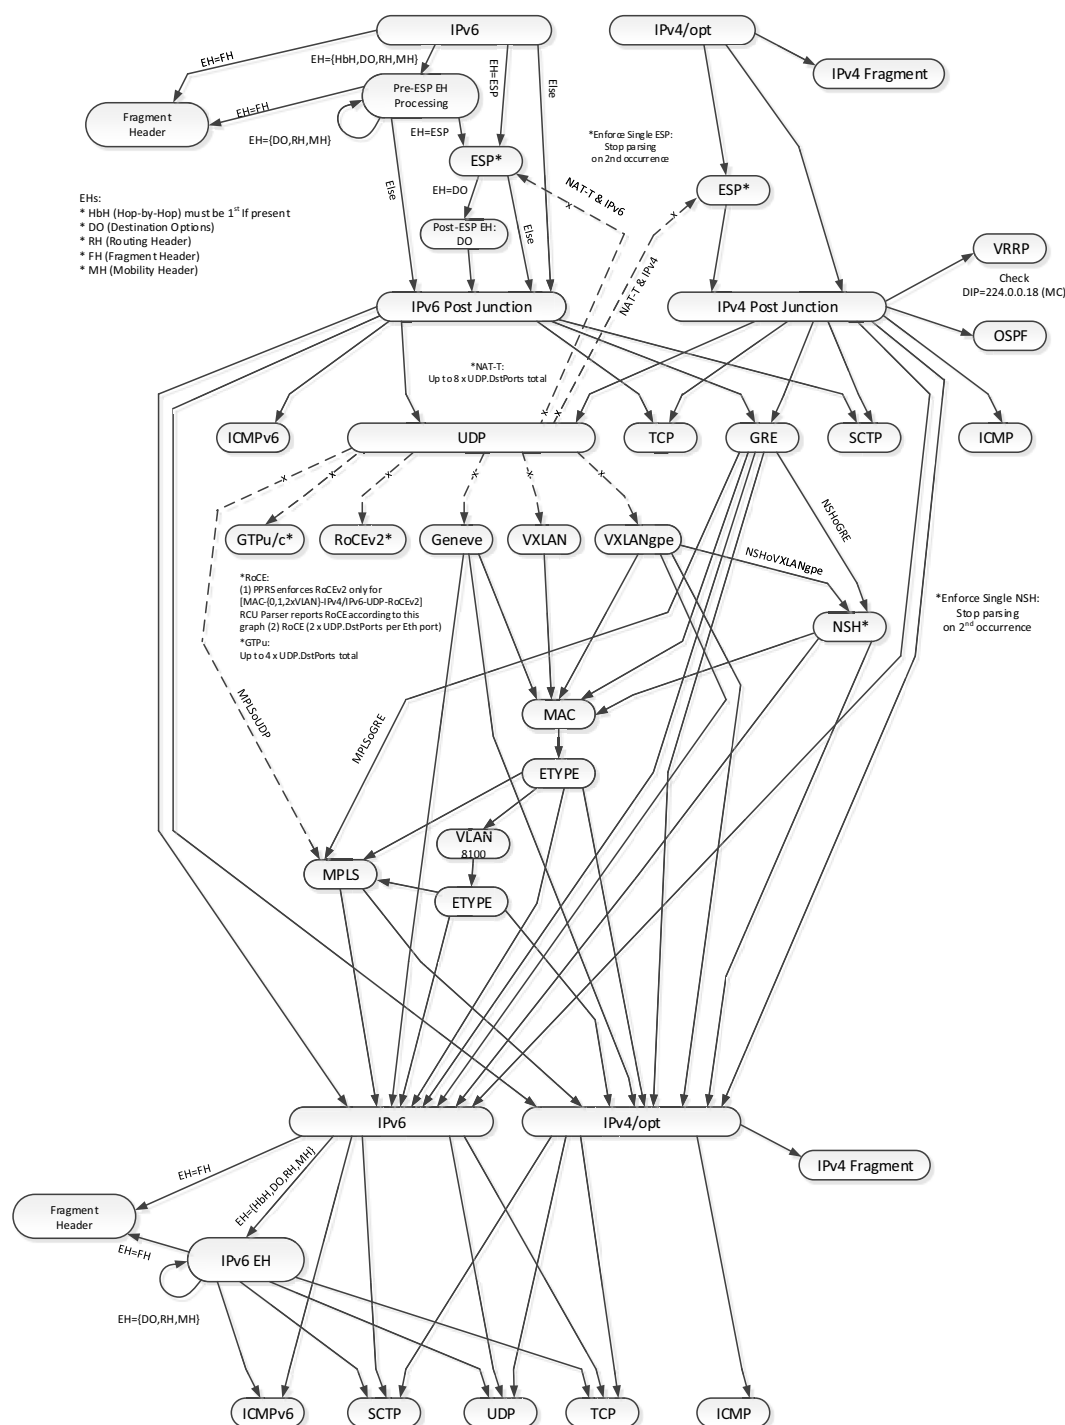 IPv6
IPv4/opt
EH=FH
EH={HbH,DO,RH,MH}
EH=ESP
Else
IPv4 Fragment
Pre-ESP EH
Processing
Fragment
Header
EH=FH
EH={DO,RH,MH}
EH=ESP
*Enforce Single ESP:
Stop parsing
on 2nd occurrence
ESP*
ESP*
EH=DO
Else
NAT-T & IPv6
x
x
EHs:
* HbH (Hop-by-Hop) must be 1st If present
* DO (Destination Options)
* RH (Routing Header)
* FH (Fragment Header)
* MH (Mobility Header)
Post-ESP EH:
DO
Else
NAT-T & IPv4
VRRP
Check
DIP=224.0.0.18 (MC)
IPv6 Post Junction
IPv4 Post Junction
OSPF
*NAT-T:
Up to 8 x UDP.DstPorts total
x
x
ICMPv6
UDP
TCP
GRE
SCTP
ICMP
x
x
x
x
x
x
NSHoGRE
GTPu/c*
RoCEv2*
Geneve
VXLAN
VXLANgpe
NSHoVXLANgpe
*RoCE:
(1) PPRS enforces RoCEv2 only for
[MAC-{0,1,2xVLAN}-IPv4/IPv6-UDP-RoCEv2]
RCU Parser reports RoCE according to this
graph (2) RoCE (2 x UDP.DstPorts per Eth port)
*GTPu:
Up to 4 x UDP.DstPorts total
NSH*
*Enforce Single NSH:
Stop parsing
on 2nd occurrence
MPLSoUDP
MPLSoGRE
MAC
ETYPE
VLAN
8100
MPLS
ETYPE
IPv6
IPv4/opt
EH=FH
EH={HbH,DO,RH,MH}
IPv4 Fragment
Fragment
Header
EH=FH
IPv6 EH
EH={DO,RH,MH}
ICMPv6
SCTP
UDP
TCP
ICMP